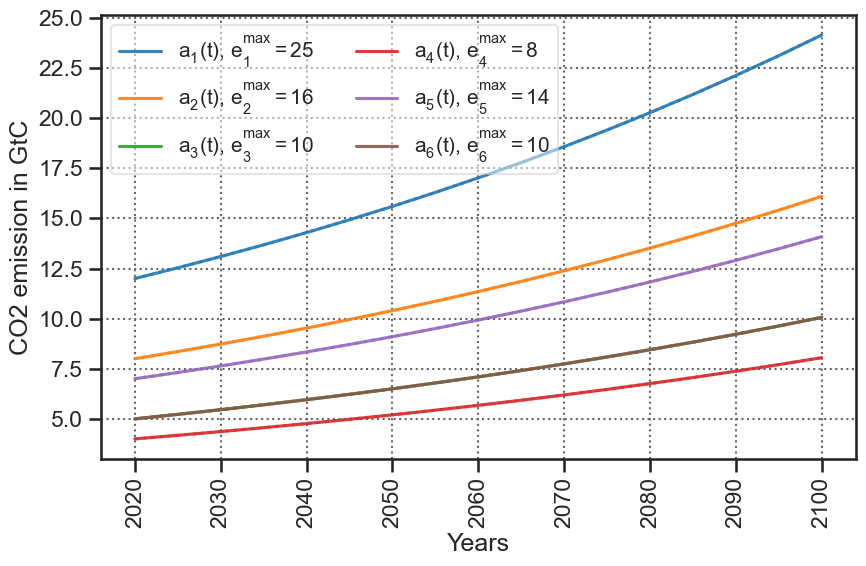 25.0
22.5
20.0
17.5
15.0
12.5
10.0
7.5
5.0
CO2 emission in GtC
a₁(t), e₁ᵐᵃˣ = 25
a₂(t), e₂ᵐᵃˣ = 16
a₃(t), e₃ᵐᵃˣ = 10
a₄(t), e₄ᵐᵃˣ = 8
a₅(t), e₅ᵐᵃˣ = 14
a₆(t), e₆ᵐᵃˣ = 10
2020 2030 2040 2050 2060 2070 2080 2090 2100
Years